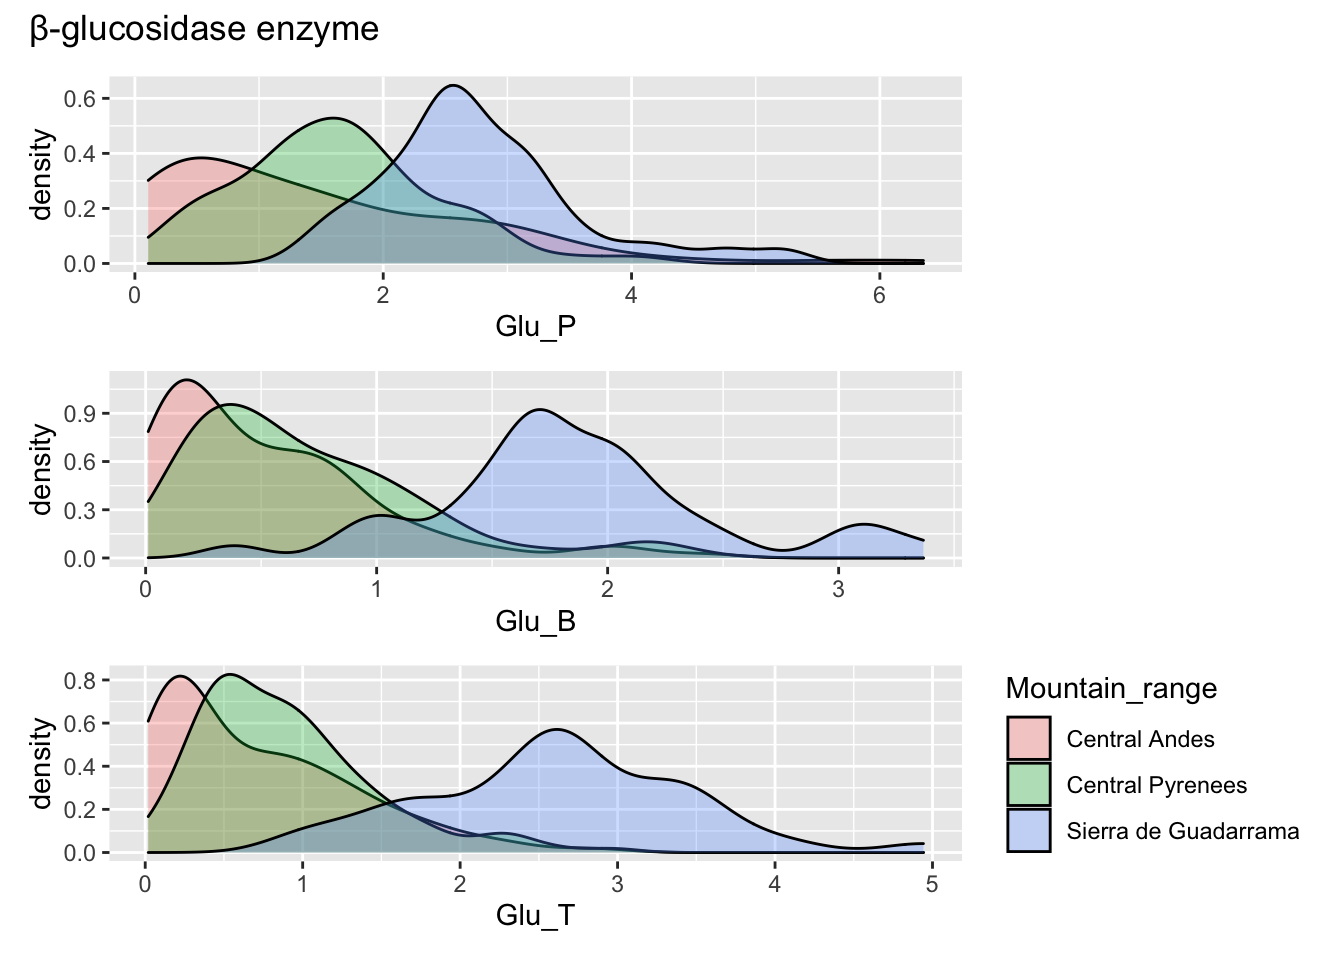 β-glucosidase enzyme
density
0.6
0.4
0.2
0.0
0 2 4 6
Glu_P
density
0.9
0.6
0.3
0.0
0 1 2 3
Glu_B
density
0.8
0.6
0.4
0.2
0.0
0 1 2 3 4 5
Glu_T
Mountain_range
Central Andes
Central Pyrenees
Sierra de Guadarrama